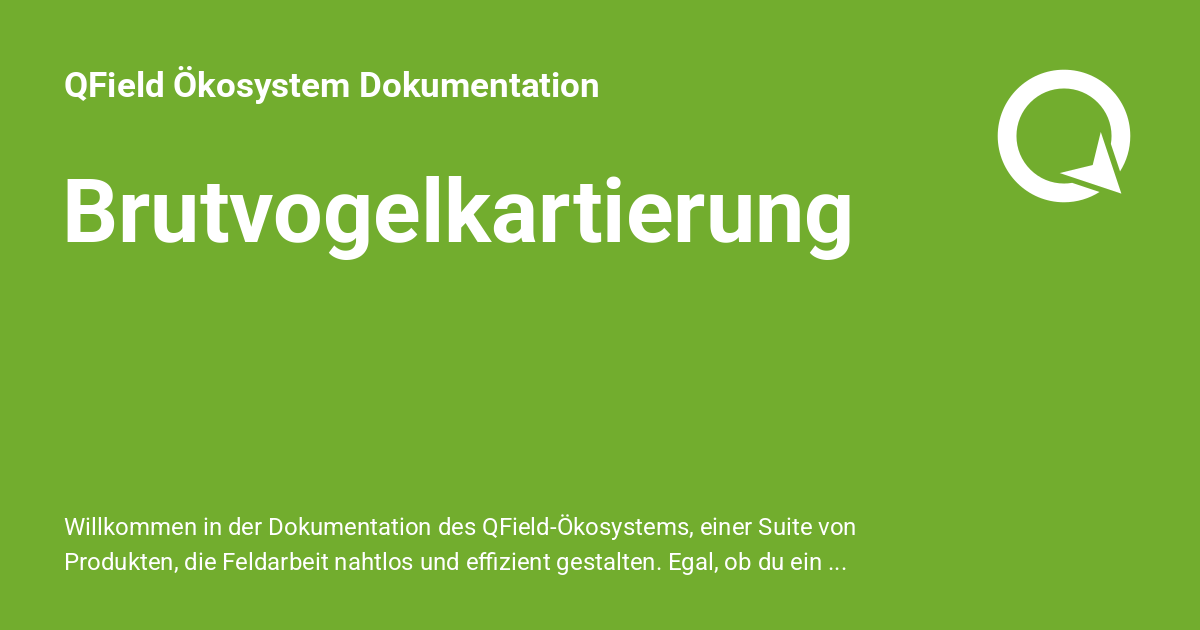 QField Ökosystem Dokumentation
Brutvogelkartierung
Willkommen in der Dokumentation des QField-Ökosystems, einer Suite von
Produkten, die Feldarbeit nahtlos und effizient gestalten. Egal, ob du ein ...